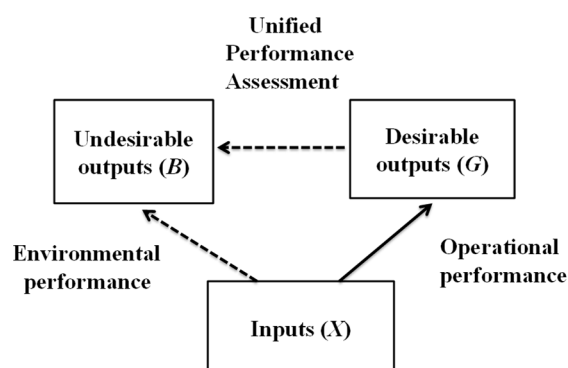 Unified
Performance
Assessment
Undesirable
outputs (B)
Desirable
outputs (G)
Environmental
performance
Operational
performance
Inputs (X)